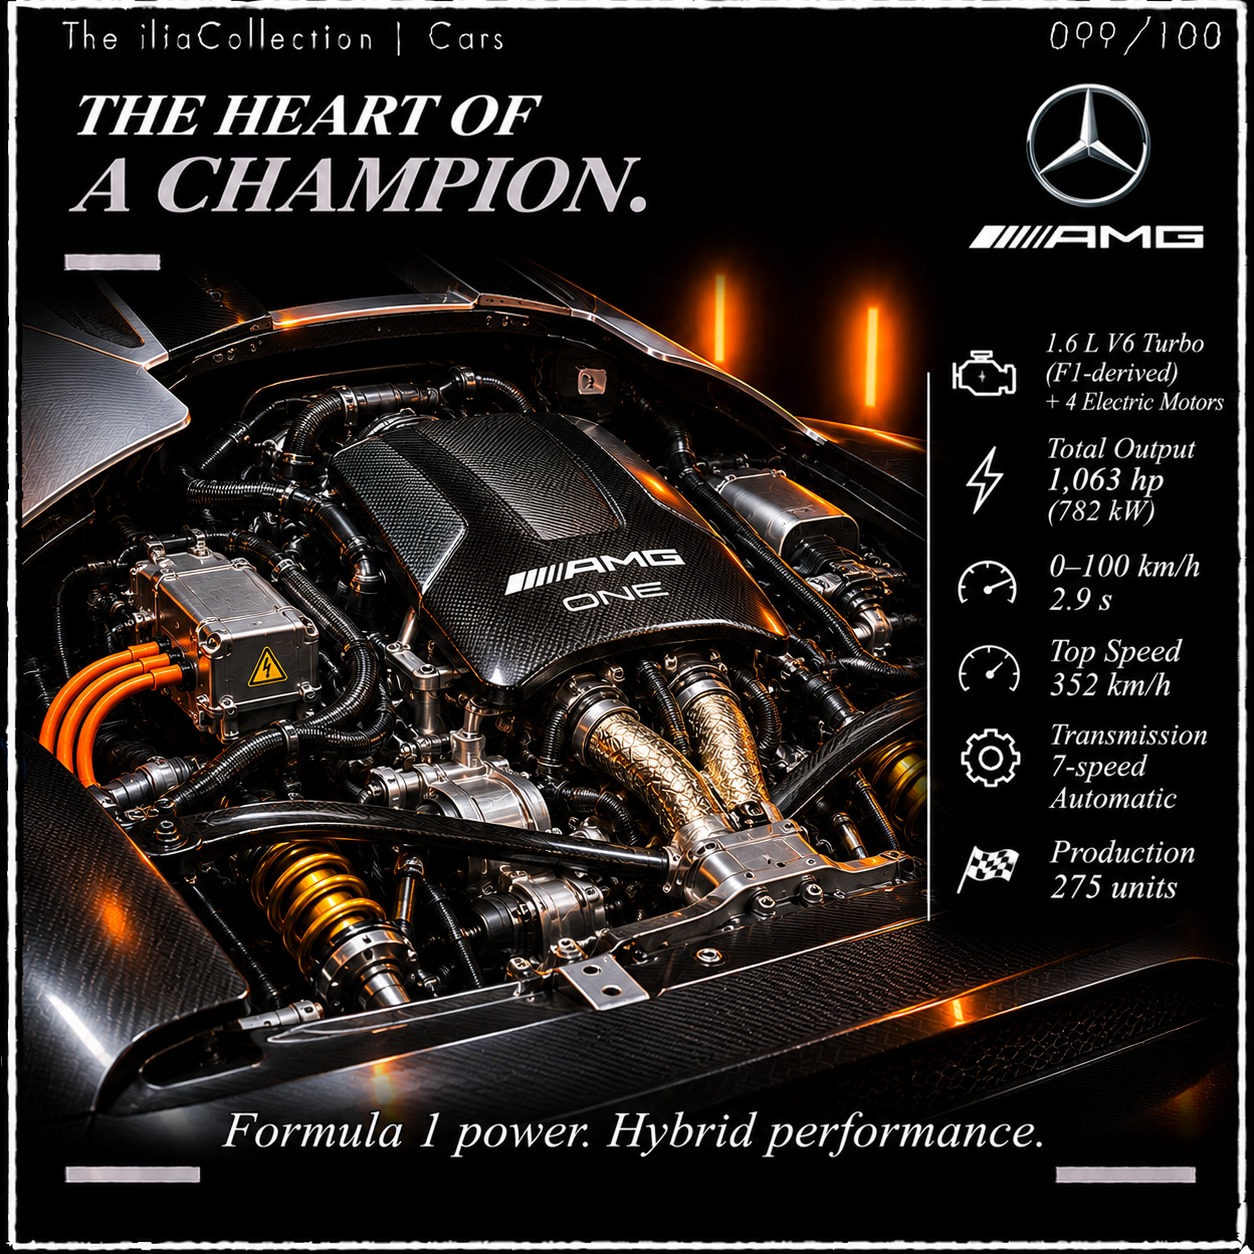 The iliaCollection | Cars
099/100
THE HEART OF
A CHAMPION.
AMG
1.6 L V6 Turbo
(F1-derived)
+ 4 Electric Motors
Total Output
1,063 hp
(782 kW)
0–100 km/h
2.9 s
Top Speed
352 km/h
Transmission
7-speed
Automatic
Production
275 units
AMG
ONE
Formula 1 power. Hybrid performance.